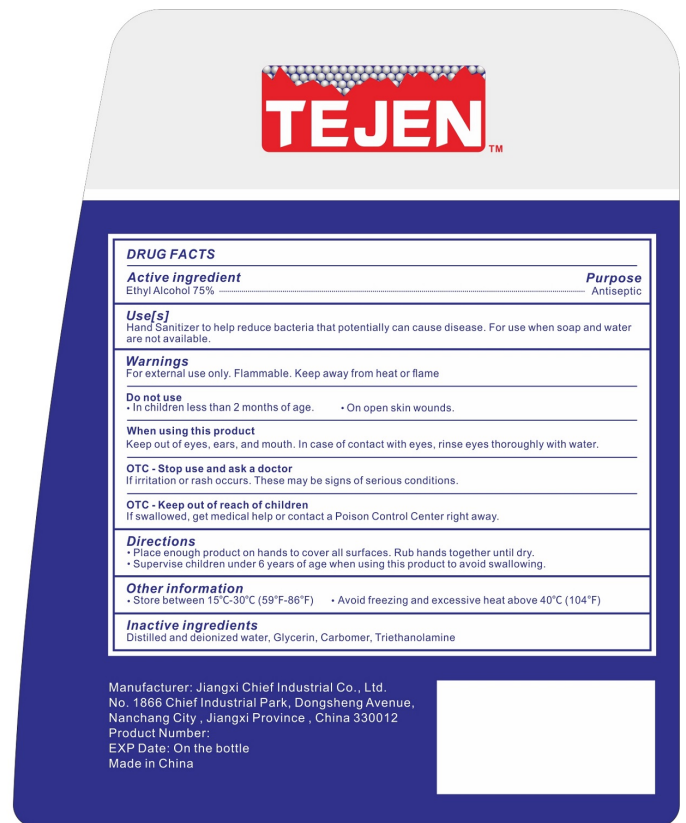 TEJEN
TM
DRUG FACTS
Active ingredient Purpose
Ethyl Alcohol 75% Antiseptic
Use[s]
Hand Sanitizer to help reduce bacteria that potentially can cause disease. For use when soap and water
are not available.
Warnings
For external use only. Flammable. Keep away from heat or flame
Do not use
• In children less than 2 months of age. • On open skin wounds.
When using this product
Keep out of eyes, ears, and mouth. In case of contact with eyes, rinse eyes thoroughly with water.
OTC - Stop use and ask a doctor
If irritation or rash occurs. These may be signs of serious conditions.
OTC - Keep out of reach of children
If swallowed, get medical help or contact a Poison Control Center right away.
Directions
• Place enough product on hands to cover all surfaces. Rub hands together until dry.
• Supervise children under 6 years of age when using this product to avoid swallowing.
Other information
• Store between 15℃-30℃ (59°F-86°F) • Avoid freezing and excessive heat above 40℃ (104°F)
Inactive ingredients
Distilled and deionized water, Glycerin, Carbomer, Triethanolamine
Manufacturer: Jiangxi Chief Industrial Co., Ltd.
No. 1866 Chief Industrial Park, Dongsheng Avenue,
Nanchang City , Jiangxi Province , China 330012
Product Number:
EXP Date: On the bottle
Made in China